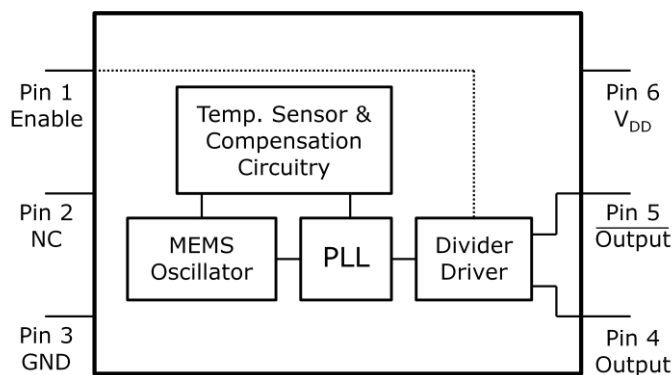 Pin 1
Enable
Pin 2
NC
Pin 3
GND
Temp. Sensor &
Compensation
Circuitry
MEMS
Oscillator
PLL
Divider
Driver
Pin 6
VDD
Pin 5
Output
Pin 4
Output